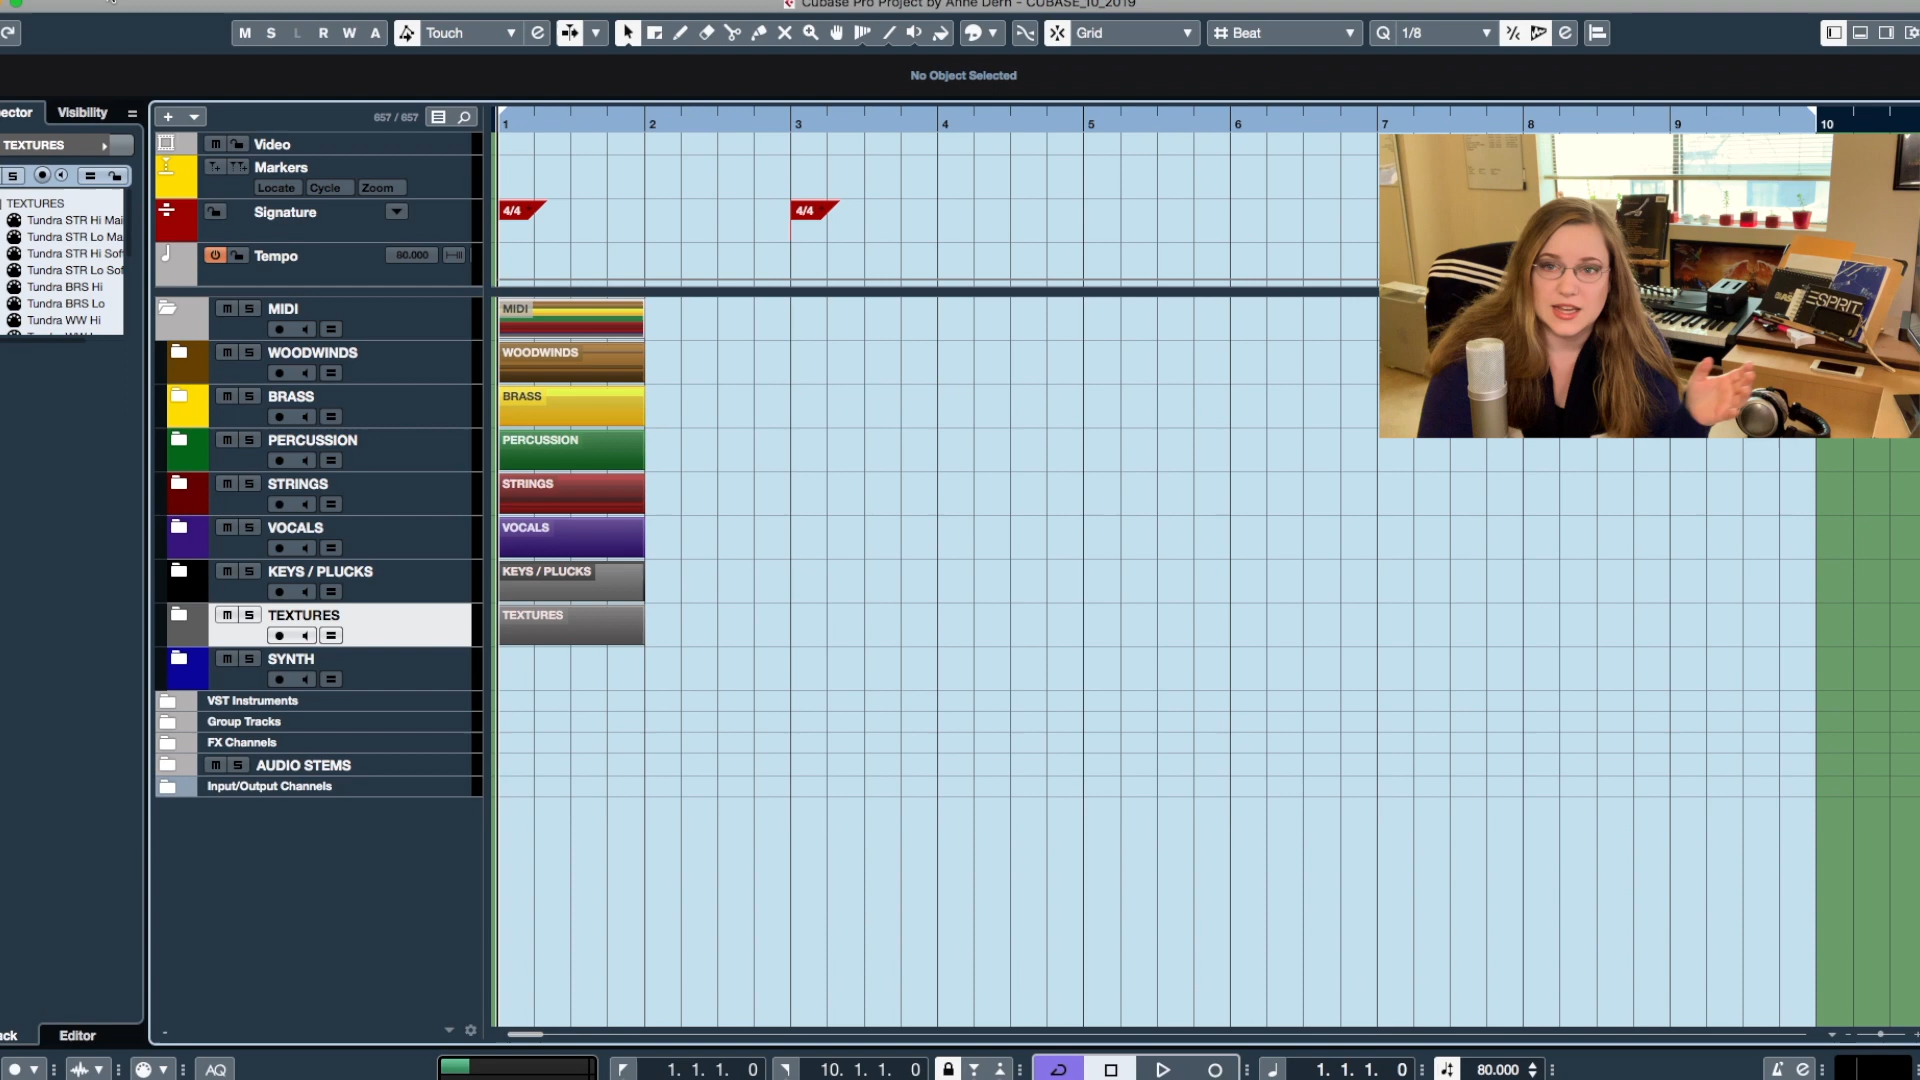 Cubase Pro Project by Anne Dern - CUBASE_10_2019
M S L R W A Touch Grid Beat Q 1/8
No Object Selected
ector Visibility
657 / 657
1 2 3 4 5 6 7 8 9 10
TEXTURES
S
TEXTURES
Tundra STR Hi Mai
Tundra STR Lo Ma
Tundra STR Hi Sof
Tundra STR Lo Sof
Tundra BRS Hi
Tundra BRS Lo
Tundra WW Hi
m Video
Markers
Locate Cycle Zoom
Signature
4/4 4/4
Tempo 80.000
m S MIDI
MIDI
m S WOODWINDS
WOODWINDS
m S BRASS
BRASS
m S PERCUSSION
PERCUSSION
m S STRINGS
STRINGS
m S VOCALS
VOCALS
m S KEYS / PLUCKS
KEYS / PLUCKS
m S TEXTURES
TEXTURES
m S SYNTH
VST Instruments
Group Tracks
FX Channels
m S AUDIO STEMS
Input/Output Channels
ESPRIT
ack Editor
AQ 1. 1. 1. 0 10. 1. 1. 0 1. 1. 1. 0 80.000